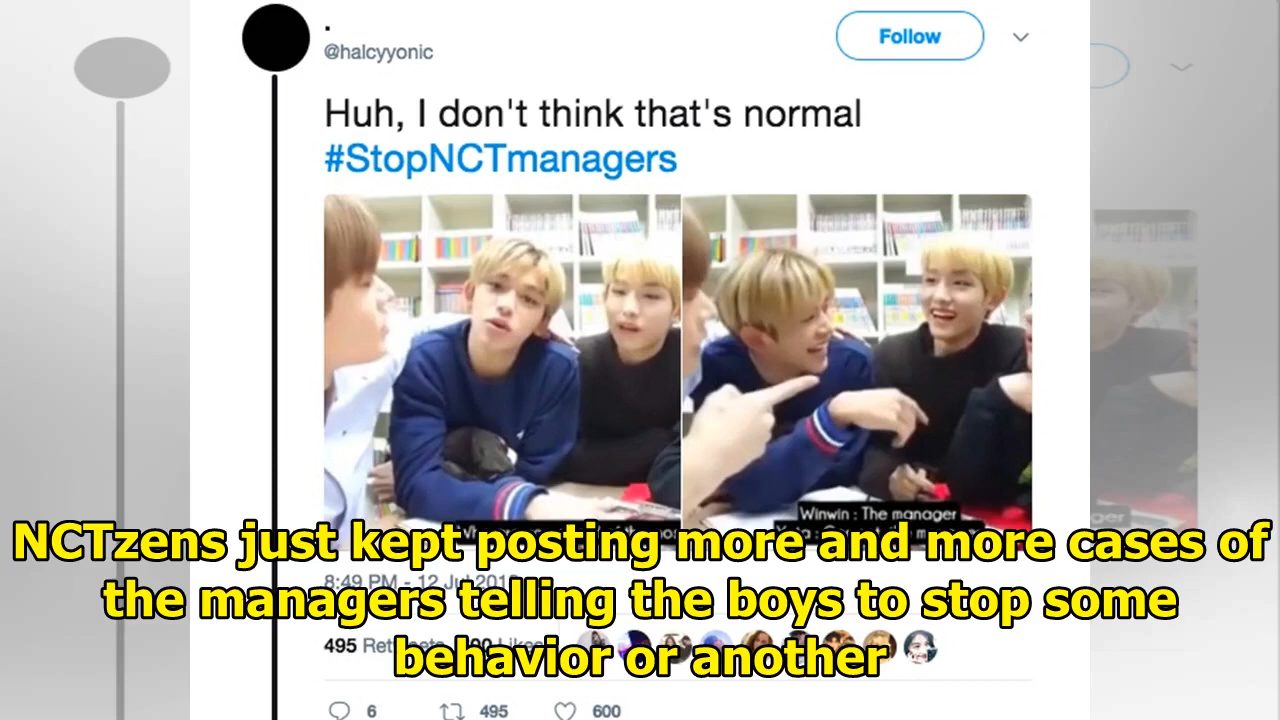 .
@halcyyonic
Follow
Huh, I don't think that's normal
#StopNCTmanagers
Winwin : The manager
NCTzens just kept posting more and more cases of
the managers telling the boys to stop some
behavior or another
8:49 PM - 12 Jul
495
6
495
600